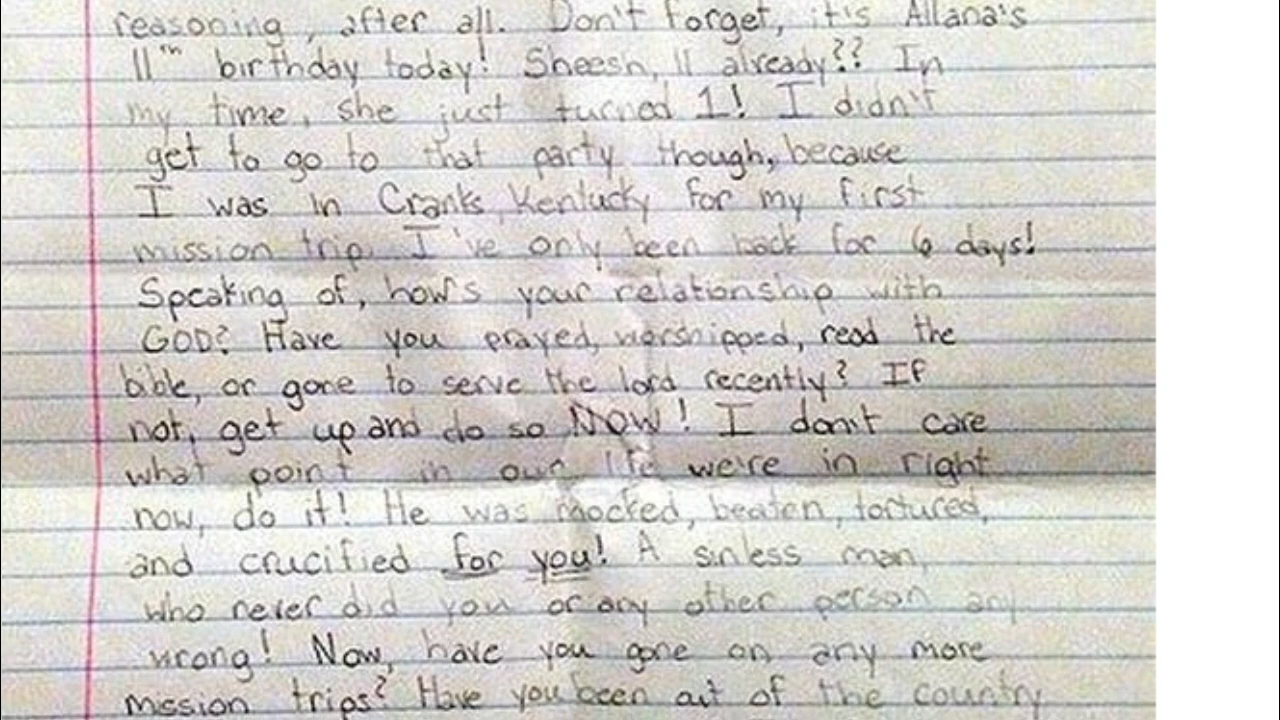 reasoning, after all. Don't forget, it's Allana's
11th birthday today! Sheesh, 11 already?? In
my time, she just turned 1! I didn't
get to go to that party though, because
I was in Cranks, Kentucky for my first
mission trip. I've only been back for 6 days!
Speaking of, how's your relationship with
GOD? Have you prayed, worshipped, read the
bible, or gone to serve the lord recently? If
not, get up and do so NOW! I don't care
what point in our life we're in right
now, do it! He was mocked, beaten, tortured,
and crucified for you! A sinless man,
who never did you or any other person any
wrong! Now, have you gone on any more
mission trips? Have you been out of the country